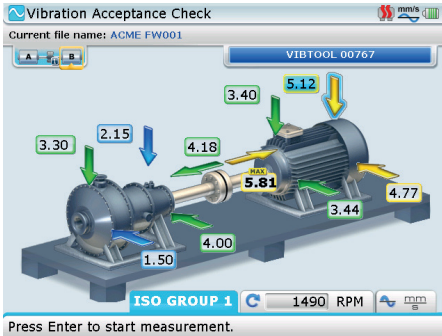 Vibration Acceptance Check
mm/s
Current file name: ACME FW001
A
B
VIBTOOL 00767
5.12
3.40
2.15
3.30
4.18
MAX
5.81
4.77
3.44
4.00
1.50
ISO GROUP 1
1490 RPM
mm
s
Press Enter to start measurement.